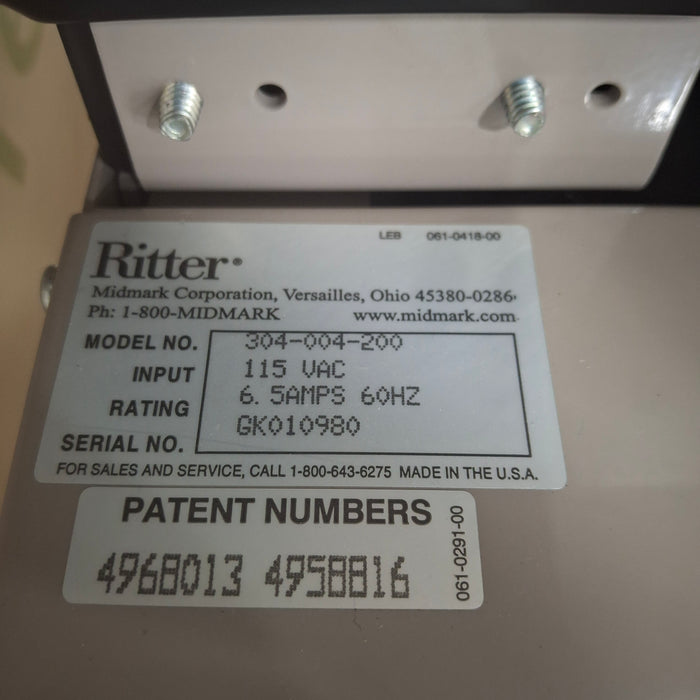 LEB 061-0418-00
Ritter®
Midmark Corporation, Versailles, Ohio 45380-0286
Ph: 1-800-MIDMARK www.midmark.com
MODEL NO. 304-004-200
INPUT 115 VAC
RATING 6.5AMPS 60HZ
SERIAL NO. GK010980
FOR SALES AND SERVICE, CALL 1-800-643-6275 MADE IN THE U.S.A.
PATENT NUMBERS
4968013 4958816
061-0291-00